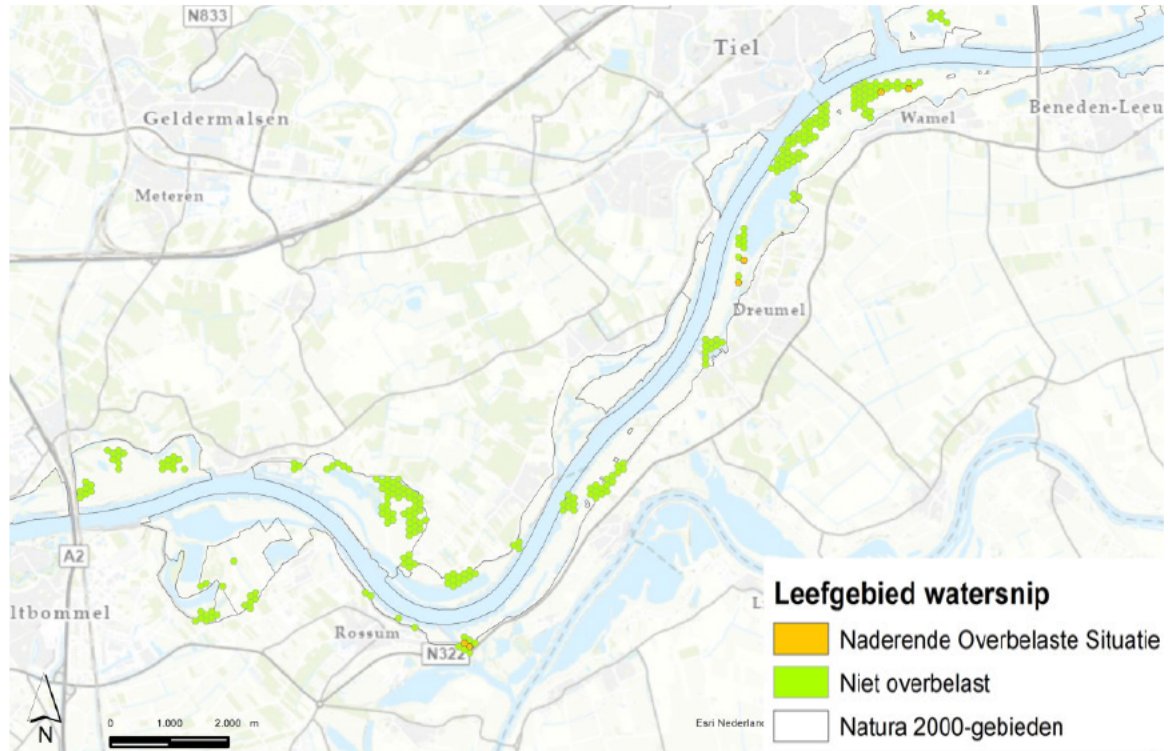 N833
Tiel
Geldermalsen
Beneden-Leeu
Wamel
Meteren
Dreumel
A2
ltbommel
Rossum
N322
Li
Leefgebied watersnip
Naderende Overbelaste Situatie
Niet overbelast
Natura 2000-gebieden
N
0 1.000 2.000 m
Esri Nederland